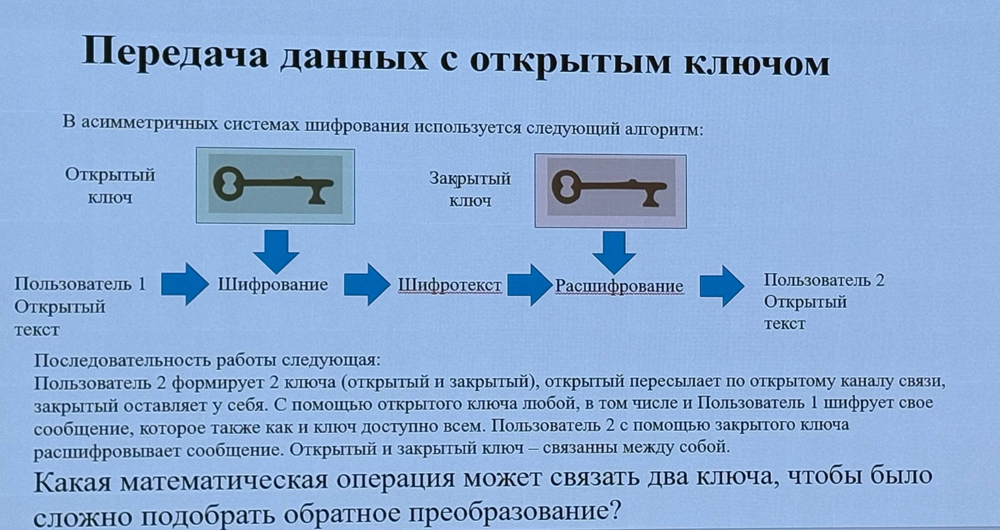 Передача данных с открытым ключом
В асимметричных системах шифрования используется следующий алгоритм:
Открытый
ключ
Закрытый
ключ
Пользователь 1
Открытый
текст
Шифрование
Шифротекст
Расшифрование
Пользователь 2
Открытый
текст
Последовательность работы следующая:
Пользователь 2 формирует 2 ключа (открытый и закрытый), открытый пересылает по открытому каналу связи,
закрытый оставляет у себя. С помощью открытого ключа любой, в том числе и Пользователь 1 шифрует свое
сообщение, которое также как и ключ доступно всем. Пользователь 2 с помощью закрытого ключа
расшифровывает сообщение. Открытый и закрытый ключ – связанны между собой.
Какая математическая операция может связать два ключа, чтобы было
сложно подобрать обратное преобразование?